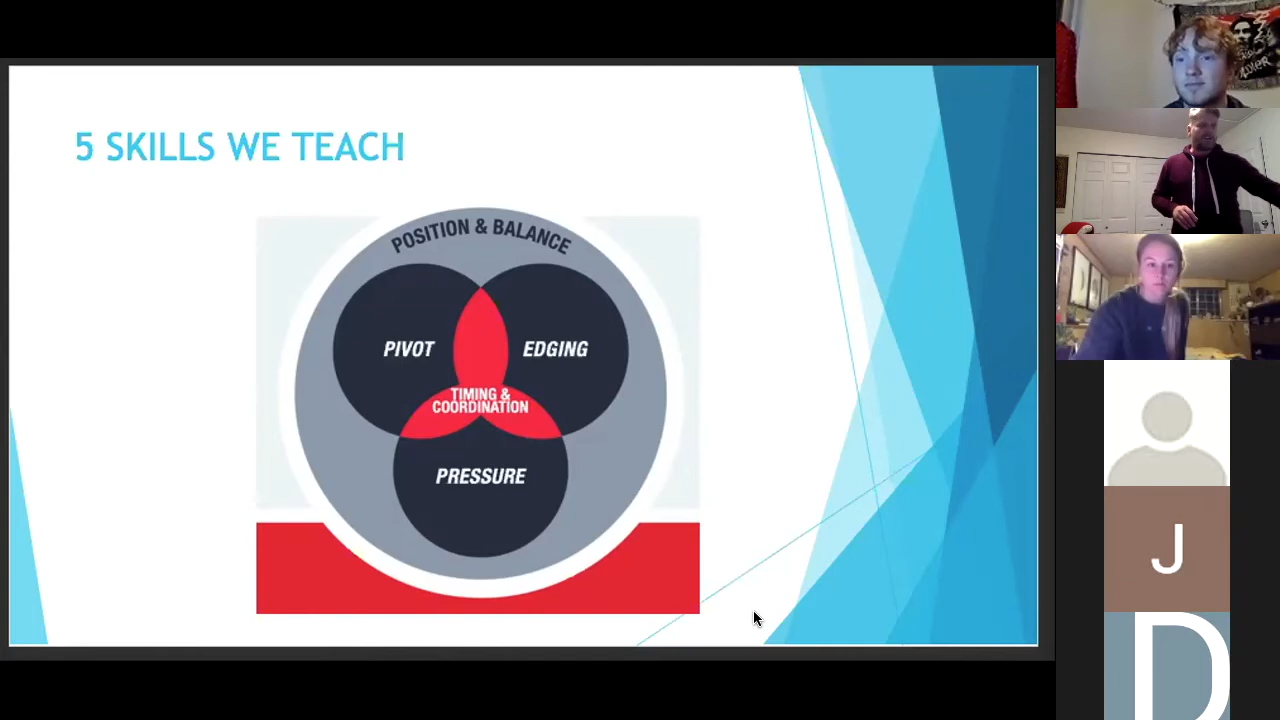 5 SKILLS WE TEACH
POSITION & BALANCE
PIVOT
EDGING
TIMING &
COORDINATION
PRESSURE
J
D